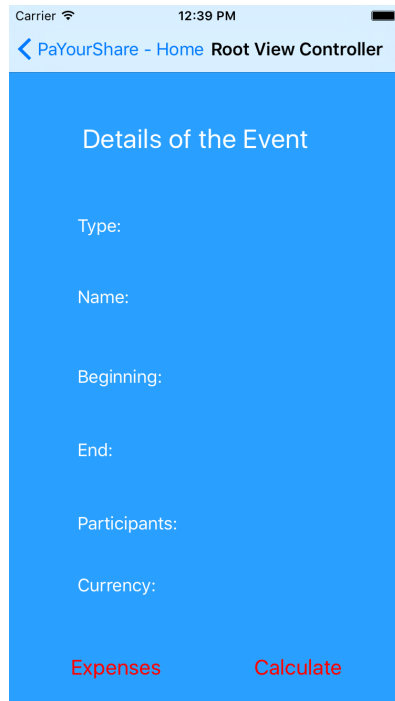 Carrier 12:39 PM
PaYourShare - Home Root View Controller
Details of the Event
Type:
Name:
Beginning:
End:
Participants:
Currency:
Expenses Calculate